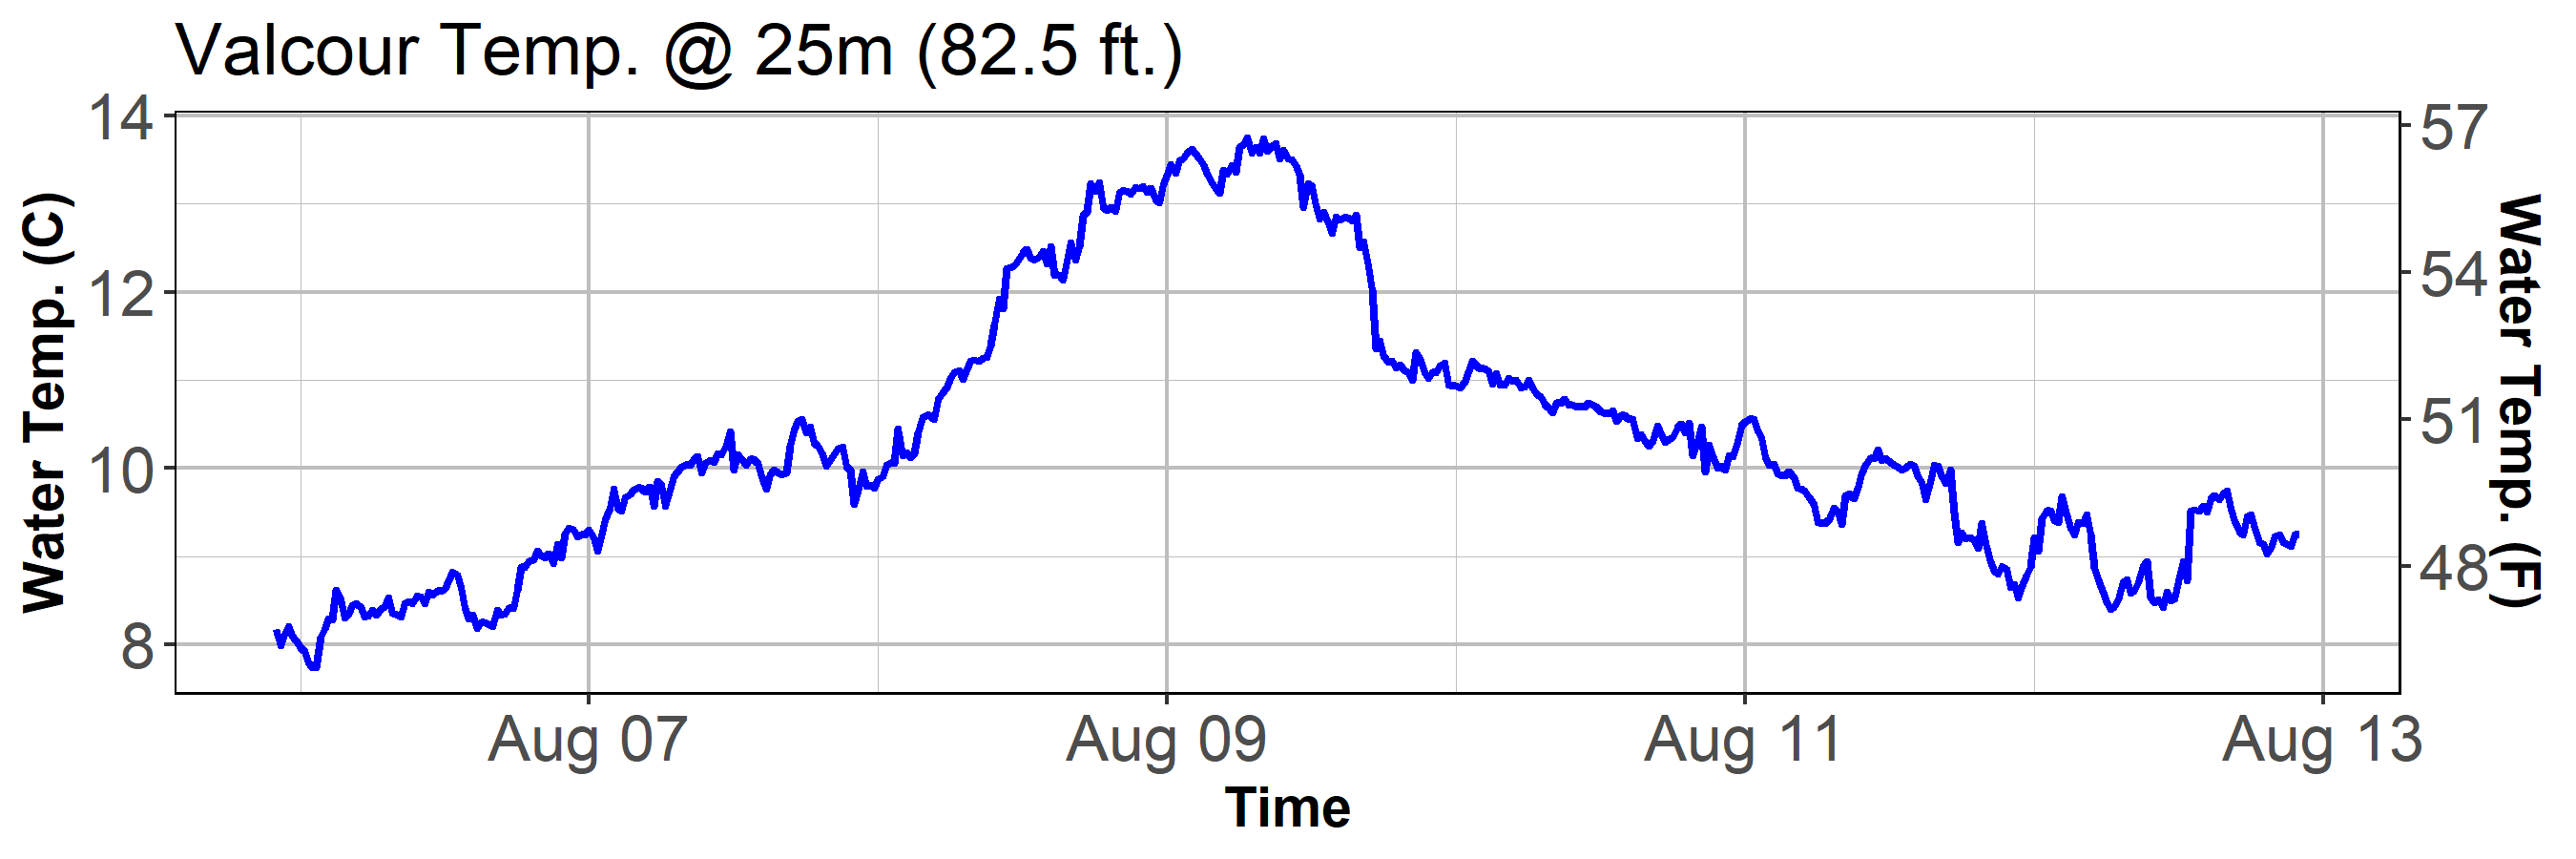 Valcour Temp. @ 25m (82.5 ft.)
Water Temp. (C)
14
12
10
8
57
54
51
48
Water Temp. (F)
Aug 07 Aug 09 Aug 11 Aug 13
Time